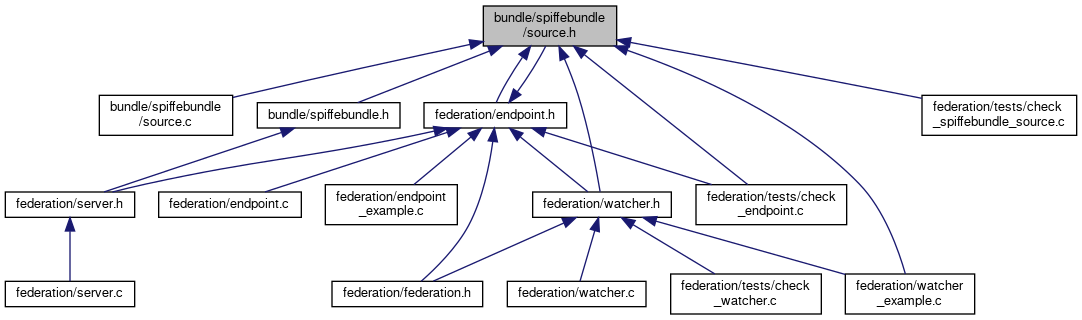 bundle/spiffebundle
/source.h
bundle/spiffebundle
/source.c
bundle/spiffebundle.h
federation/endpoint.h
federation/tests/check
_spiffebundle_source.c
federation/server.h
federation/endpoint.c
federation/endpoint
_example.c
federation/watcher.h
federation/tests/check
_endpoint.c
federation/server.c
federation/federation.h
federation/watcher.c
federation/tests/check
_watcher.c
federation/watcher
_example.c